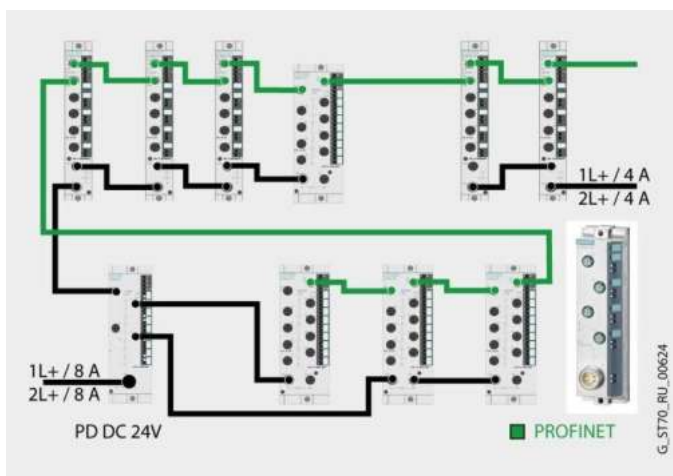 1L+ / 4 A
2L+ / 4 A
1L+ / 8 A
2L+ / 8 A
PD DC 24V
PROFINET
G_ST70_RU_00624